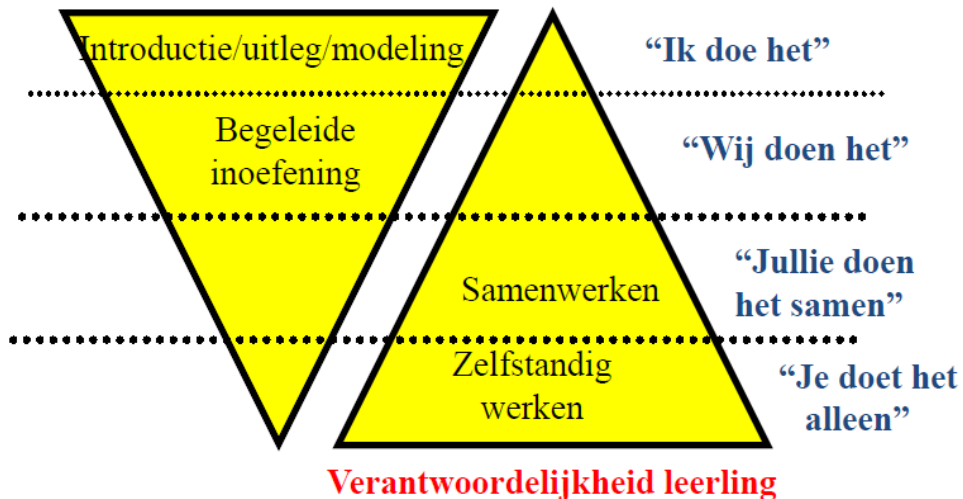 Introductie/uitleg/modeling
“Ik doe het”
Begeleide
inoefening
“Wij doen het”
Samenwerken
“Jullie doen
het samen”
Zelfstandig
werken
“Je doet het
alleen”
Verantwoordelijkheid leerling